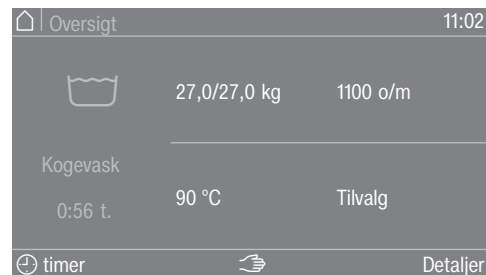 Oversigt 11:02
27,0/27,0 kg 1100 o/m
Kogevask
0:56 t.
90 °C Tilvalg
timer Detaljer